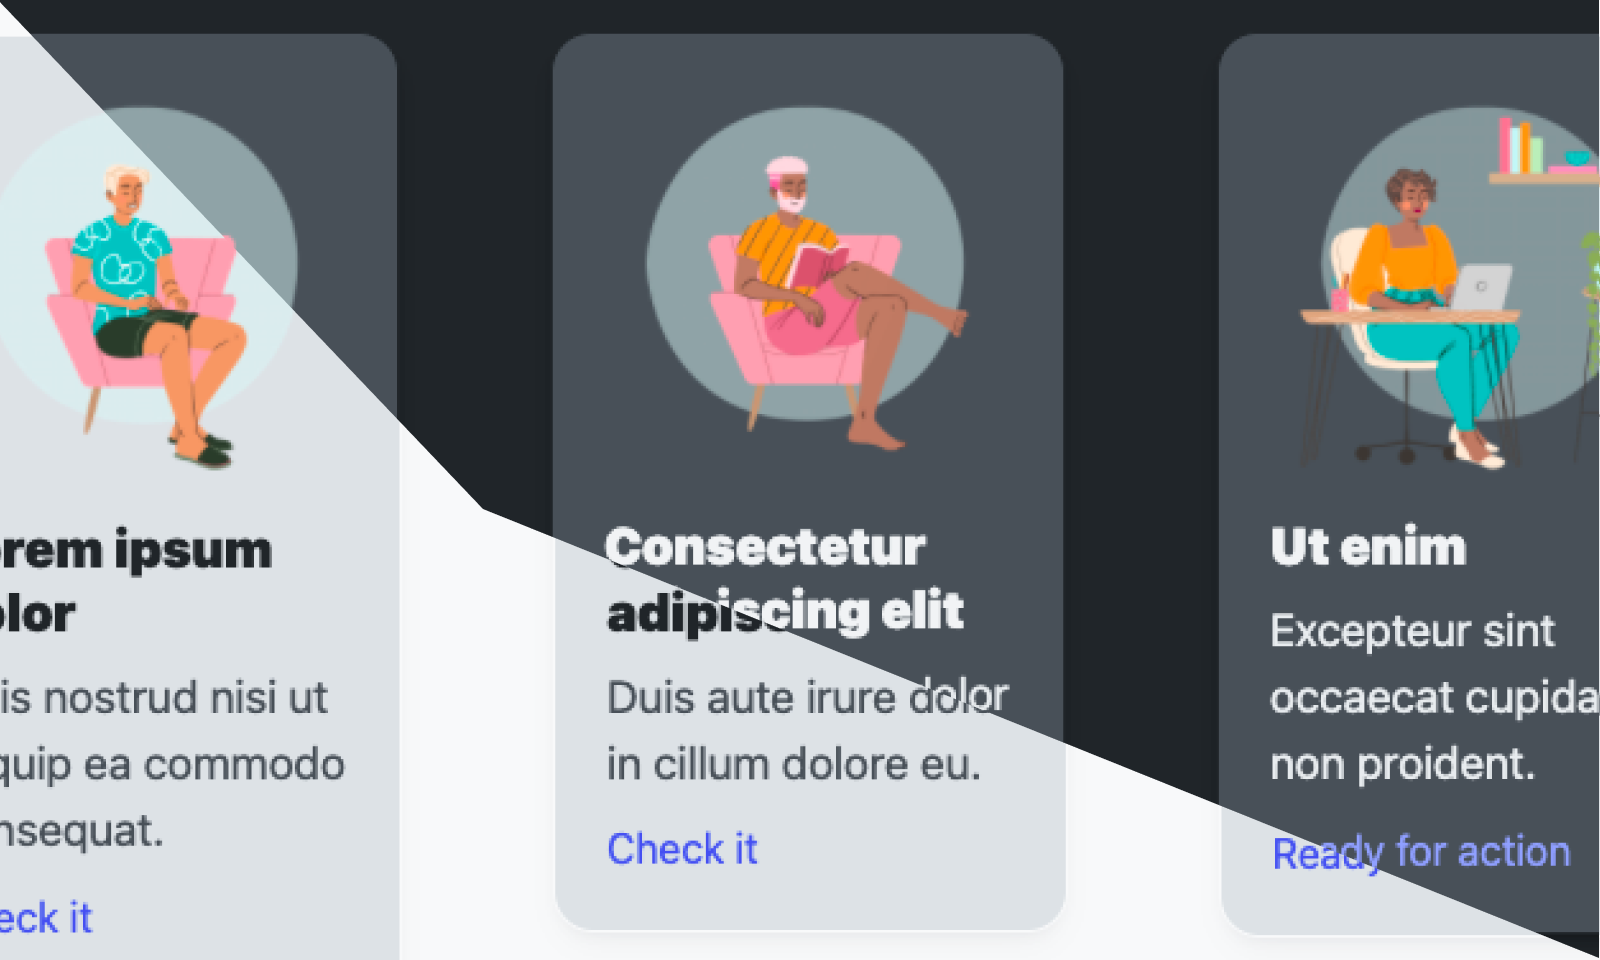 orem ipsum
olor
is nostrud nisi ut
quip ea commodo
nsequat.
eck it
Consectetur
adipiscing elit
Duis aute irure dolor
in cillum dolore eu.
Check it
Ut enim
Excepteur sint
occaecat cupida
non proident.
Ready for action